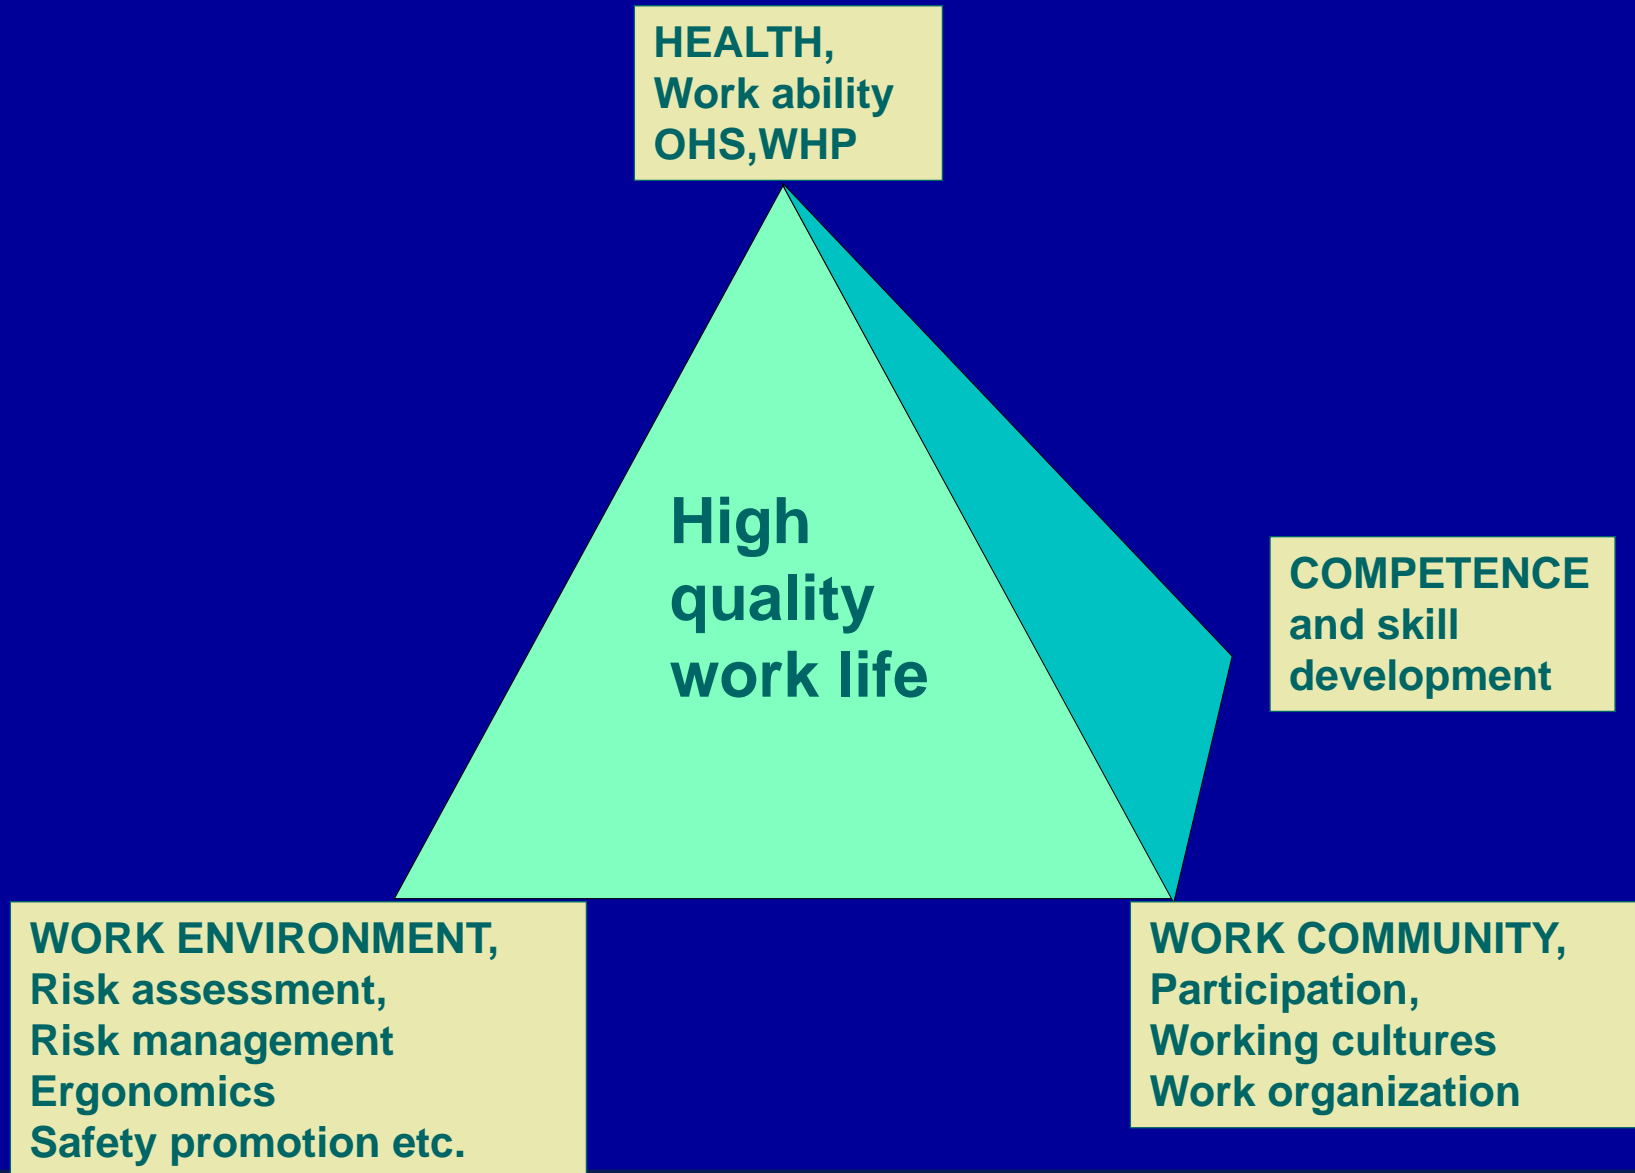 HEALTH,
Work ability
OHS,WHP
High
quality
work life
COMPETENCE
and skill
development
WORK ENVIRONMENT,
Risk assessment,
Risk management
Ergonomics
Safety promotion etc.
WORK COMMUNITY,
Participation,
Working cultures
Work organization